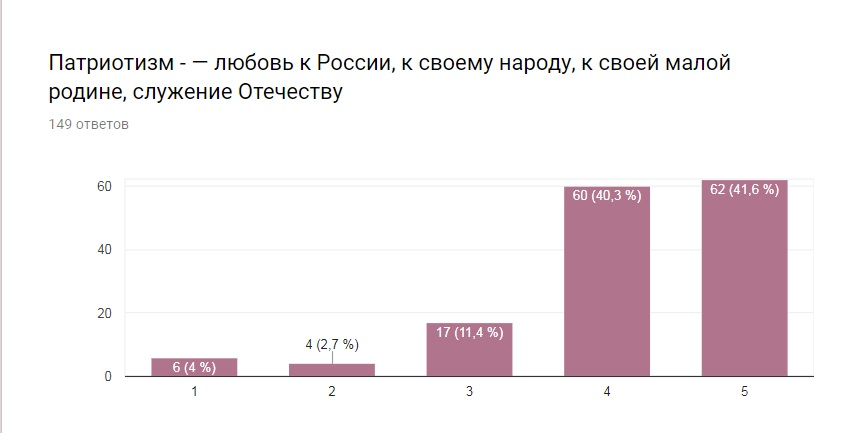 Патриотизм - — любовь к России, к своему народу, к своей малой
родине, служение Отечеству
149 ответов
60
40
20
0
6 (4 %)
4 (2,7 %)
17 (11,4 %)
60 (40,3 %)
62 (41,6 %)
1
2
3
4
5